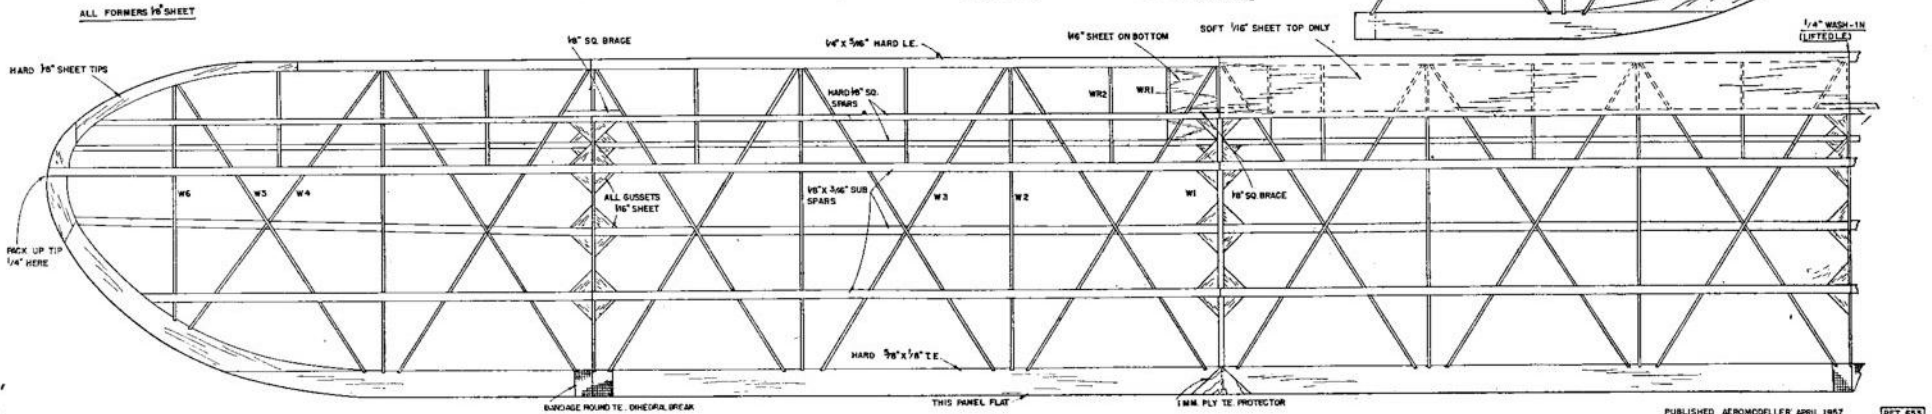 ALL FORMERS 1/8" SHEET
HARD 1/8" SHEET TIPS
1/8" SQ. BRACE
1/4" X 5/16" HARD L.E.
1/16" SHEET ON BOTTOM
SOFT 1/16" SHEET TOP ONLY
1/4" WASH-IN
(LIFTED L.E.)
HARD 1/8" SQ.
SPARS
WR2
WR1
W6
W5
W4
ALL GUSSETS
1/16" SHEET
1/8" X 3/16" SUB
SPARS
W3
W2
W1
1/8" SQ. BRACE
PACK UP TIP
1/4" HERE
HARD 5/8" X 1/8" T.E.
BANDAGE ROUND T.E. DIHEDRAL BREAK
THIS PANEL FLAT
1 MM. PLY T.E. PROTECTOR
PUBLISHED AEROMODELLER APRIL 1957